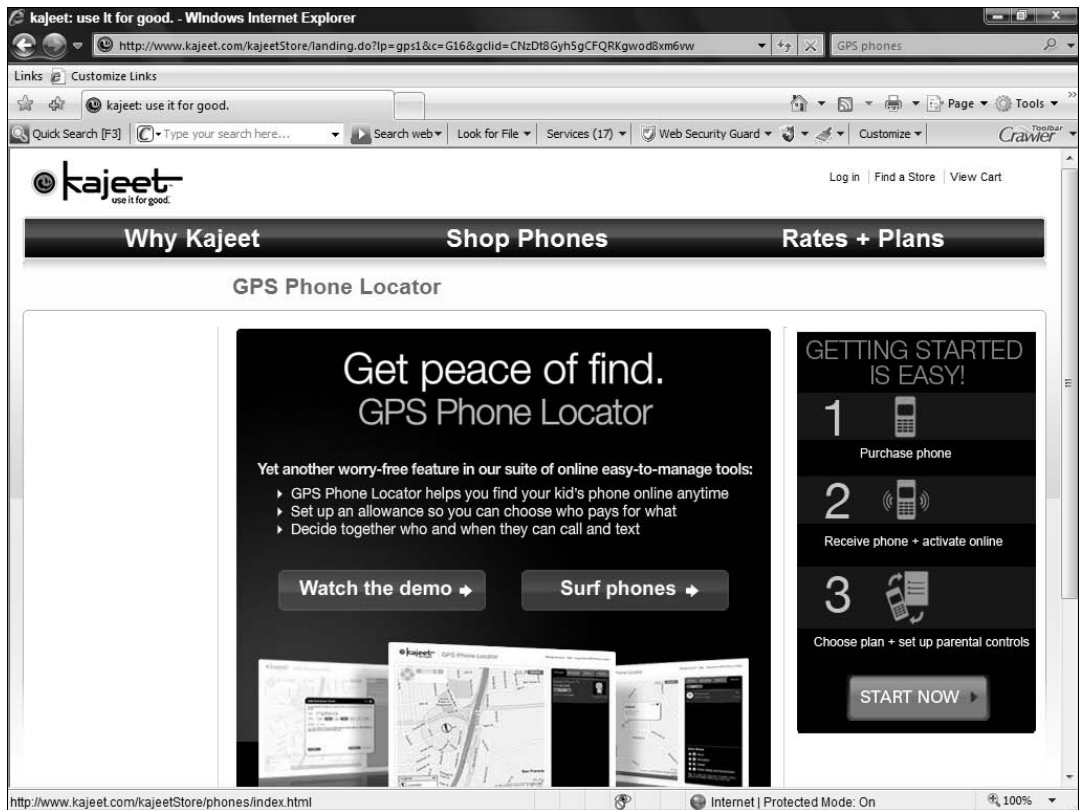 kajeet: use It for good. - WIndows Internet Explorer
http://www.kajeet.com/kajeetStore/landing.do?lp=gps1&c=G16&gclid=CNzDt8Gyh5gCFQRKgwod8xm6vw
GPS phones
Links Customize Links
kajeet: use it for good.
Page Tools
Quick Search [F3] Type your search here... Search web Look for File Services (17) Web Security Guard Customize Crawler Toolbar
kajeet
use it for good.
Log in Find a Store View Cart
Why Kajeet Shop Phones Rates + Plans
GPS Phone Locator
Get peace of find.
GPS Phone Locator
Yet another worry-free feature in our suite of online easy-to-manage tools:
GPS Phone Locator helps you find your kid's phone online anytime
Set up an allowance so you can choose who pays for what
Decide together who and when they can call and text
Watch the demo Surf phones
kajeet GPS Phone Locator
GETTING STARTED
IS EASY!
1
Purchase phone
2
Receive phone + activate online
3
Choose plan + set up parental controls
START NOW
http://www.kajeet.com/kajeetStore/phones/index.html Internet | Protected Mode: On 100%